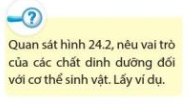 Quan sát hình 24.2, nêu vai trò
của các chất dinh dưỡng đối
với cơ thể sinh vật. Lấy ví dụ.